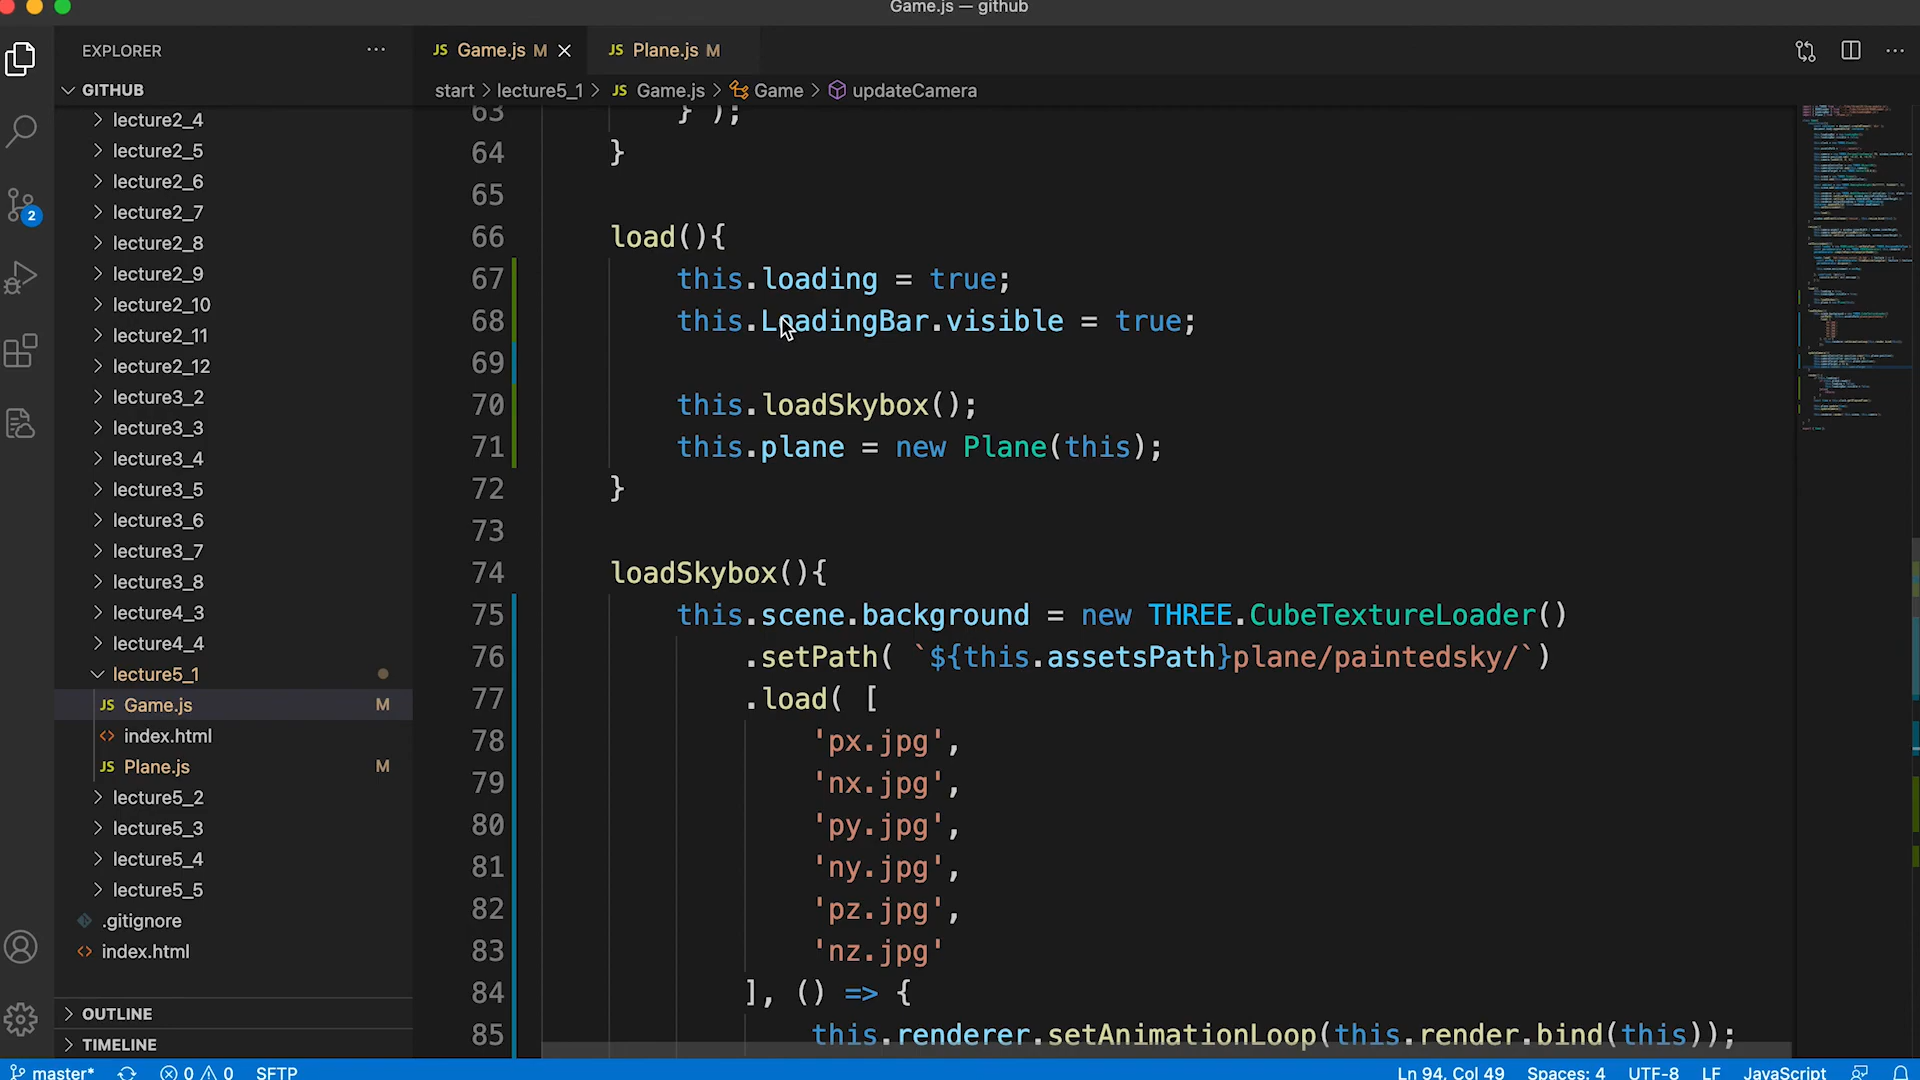 Game.js — github
EXPLORER
JS Game.js M
JS Plane.js M
GITHUB
start > lecture5_1 > JS Game.js > Game > updateCamera
lecture2_4
lecture2_5
lecture2_6
lecture2_7
lecture2_8
lecture2_9
lecture2_10
lecture2_11
lecture2_12
lecture3_2
lecture3_3
lecture3_4
lecture3_5
lecture3_6
lecture3_7
lecture3_8
lecture4_3
lecture4_4
lecture5_1
JS Game.js M
<> index.html
JS Plane.js M
lecture5_2
lecture5_3
lecture5_4
lecture5_5
.gitignore
<> index.html
OUTLINE
TIMELINE
2
63 } );
64 }
65
66 load(){
67 this.loading = true;
68 this.LoadingBar.visible = true;
69
70 this.loadSkybox();
71 this.plane = new Plane(this);
72 }
73
74 loadSkybox(){
75 this.scene.background = new THREE.CubeTextureLoader()
76 .setPath( `${this.assetsPath}plane/paintedsky/`)
77 .load( [
78 'px.jpg',
79 'nx.jpg',
80 'py.jpg',
81 'ny.jpg',
82 'pz.jpg',
83 'nz.jpg'
84 ], () => {
85 this.renderer.setAnimationLoop(this.render.bind(this));
master* 0 0 SFTP Ln 94, Col 49 Spaces: 4 UTF-8 LF JavaScript